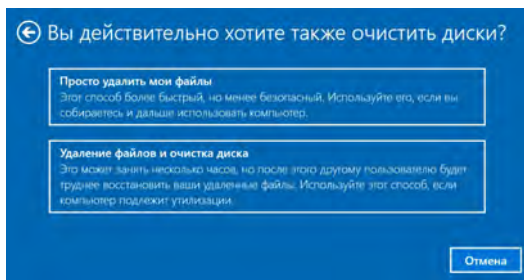 Вы действительно хотите также очистить диски?
Просто удалить мои файлы
Этот способ более быстрый, но менее безопасный. Используйте его, если вы
собираетесь и дальше использовать компьютер.
Удаление файлов и очистка диска
Это может занять несколько часов, но после этого другому пользователю будет
труднее восстановить ваши удаленные файлы. Используйте этот способ, если
компьютер подлежит утилизации.
Отмена